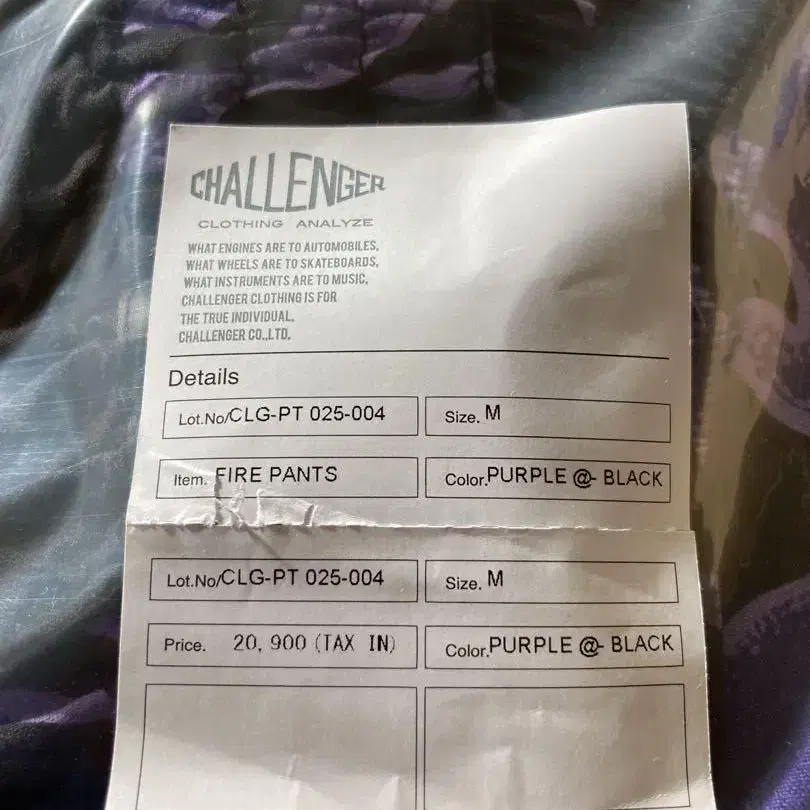 CHALLENGER
CLOTHING ANALYZE
WHAT ENGINES ARE TO AUTOMOBILES,
WHAT WHEELS ARE TO SKATEBOARDS,
WHAT INSTRUMENTS ARE TO MUSIC,
CHALLENGER CLOTHING IS FOR
THE TRUE INDIVIDUAL.
CHALLENGER CO.,LTD.
Details
Lot.No/CLG-PT 025-004 Size. M
Item. FIRE PANTS Color.PURPLE @- BLACK
Lot.No/CLG-PT 025-004 Size. M
Price. 20,900 (TAX IN) Color.PURPLE @- BLACK